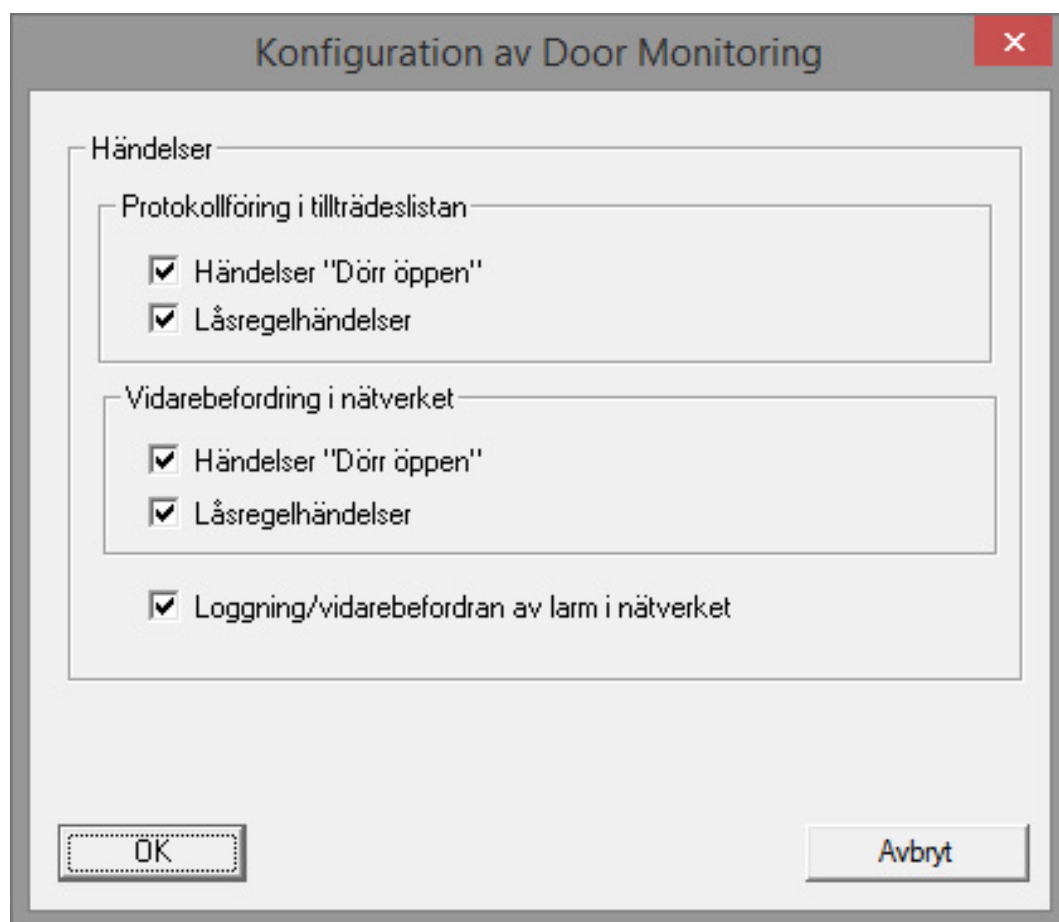 Konfiguration av Door Monitoring
Händelser
Protokollföring i tillträdeslistan
Händelser "Dörr öppen"
Låsregelhändelser
Vidarebefordring i nätverket
Händelser "Dörr öppen"
Låsregelhändelser
Loggning/vidarebefordran av larm i nätverket
OK
Avbryt